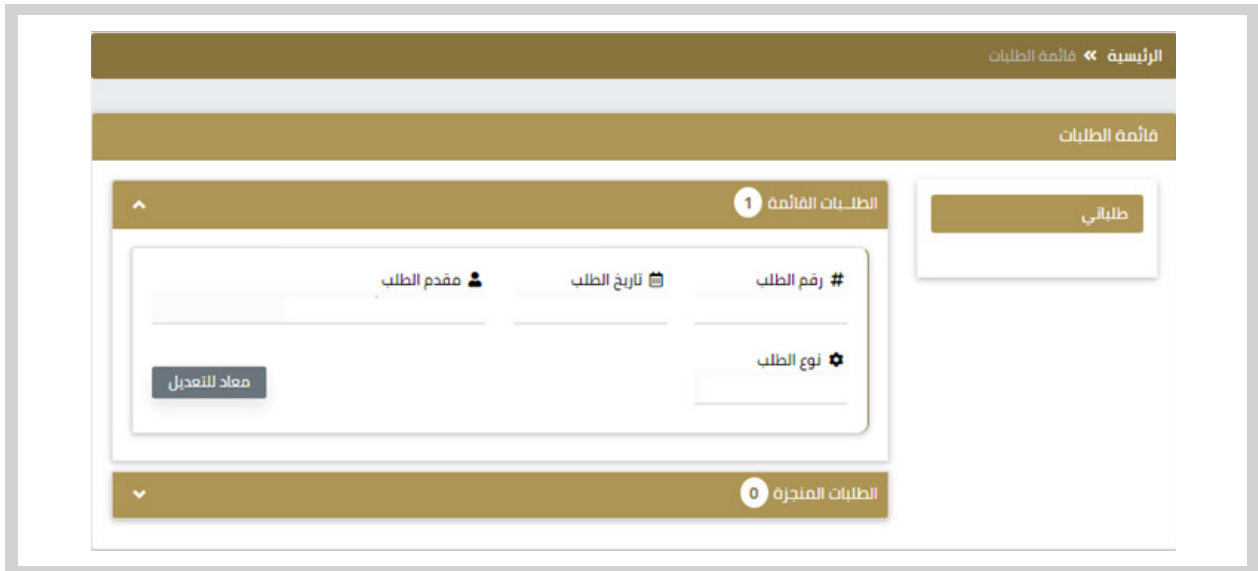 الرئيسية » قائمة الطلبات
قائمة الطلبات
طلباتي
الطلــبات القائمة 1
# رقم الطلب
تاريخ الطلب
مقدم الطلب
نوع الطلب
معاد للتعديل
الطلبات المنجزة 0